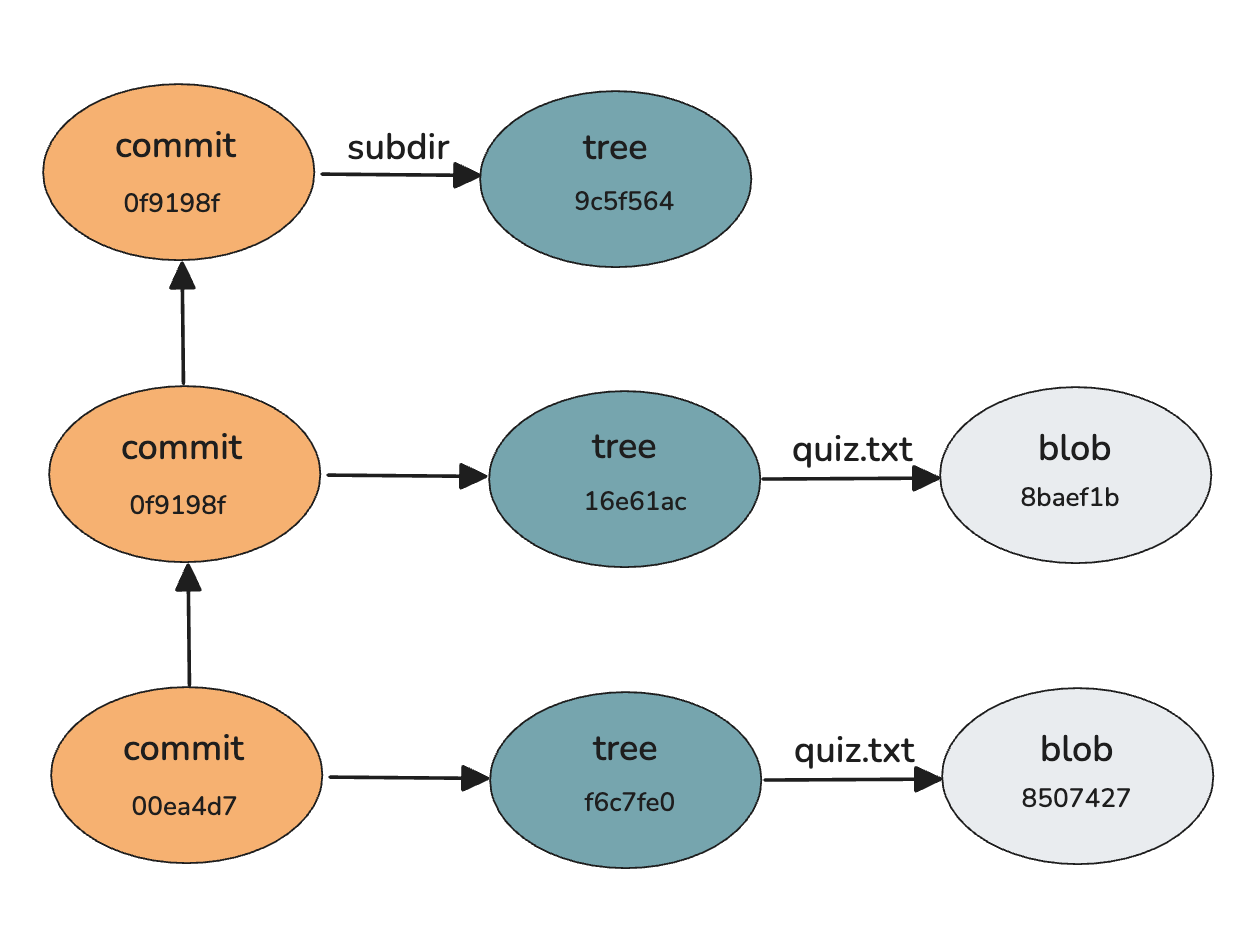 commit
subdir
tree
0f9198f
9c5f564
commit
tree
quiz.txt
blob
0f9198f
16e61ac
8baef1b
commit
tree
quiz.txt
blob
00ea4d7
f6c7fe0
8507427